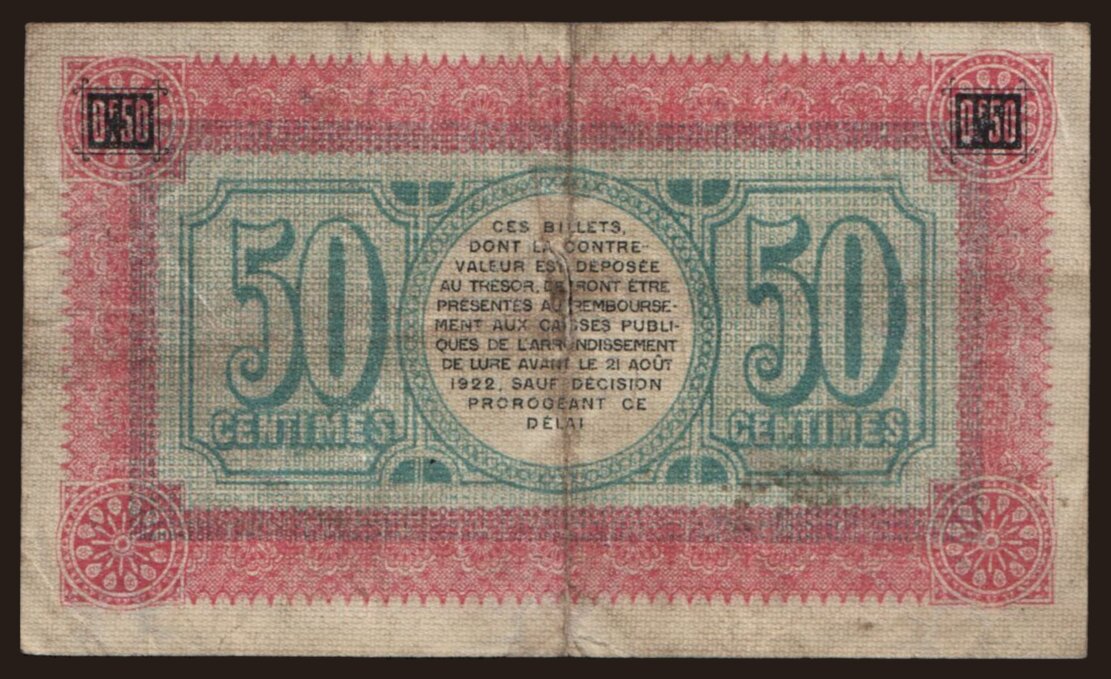 0F50 0F50
50 50
CES BILLETS,
DONT LA CONTRE-
VALEUR EST DÉPOSÉE
AU TRÉSOR, DEVRONT ÊTRE
PRÉSENTÉS AU REMBOURSE-
MENT AUX CAISSES PUBLI-
QUES DE L'ARRONDISSEMENT
DE LURE AVANT LE 21 AOÛT
1922, SAUF DÉCISION
PROROGEANT CE
DÉLAI
CENTIMES CENTIMES